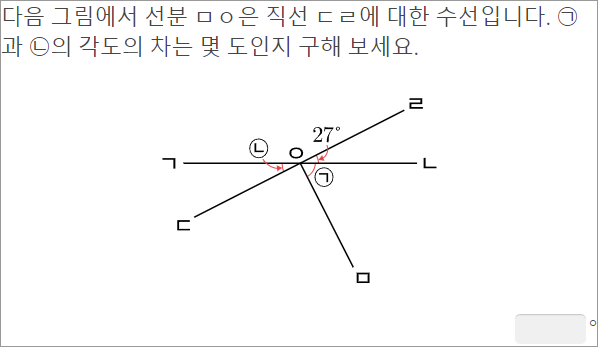 다음 그림에서 선분 ㅁㅇ은 직선 ㄷㄹ에 대한 수선입니다. ㉠
과 ㉡의 각도의 차는 몇 도인지 구해 보세요.
ㄹ
27°
ㅇ
㉡
ㄱ
ㄴ
㉠
ㄷ
ㅁ
°